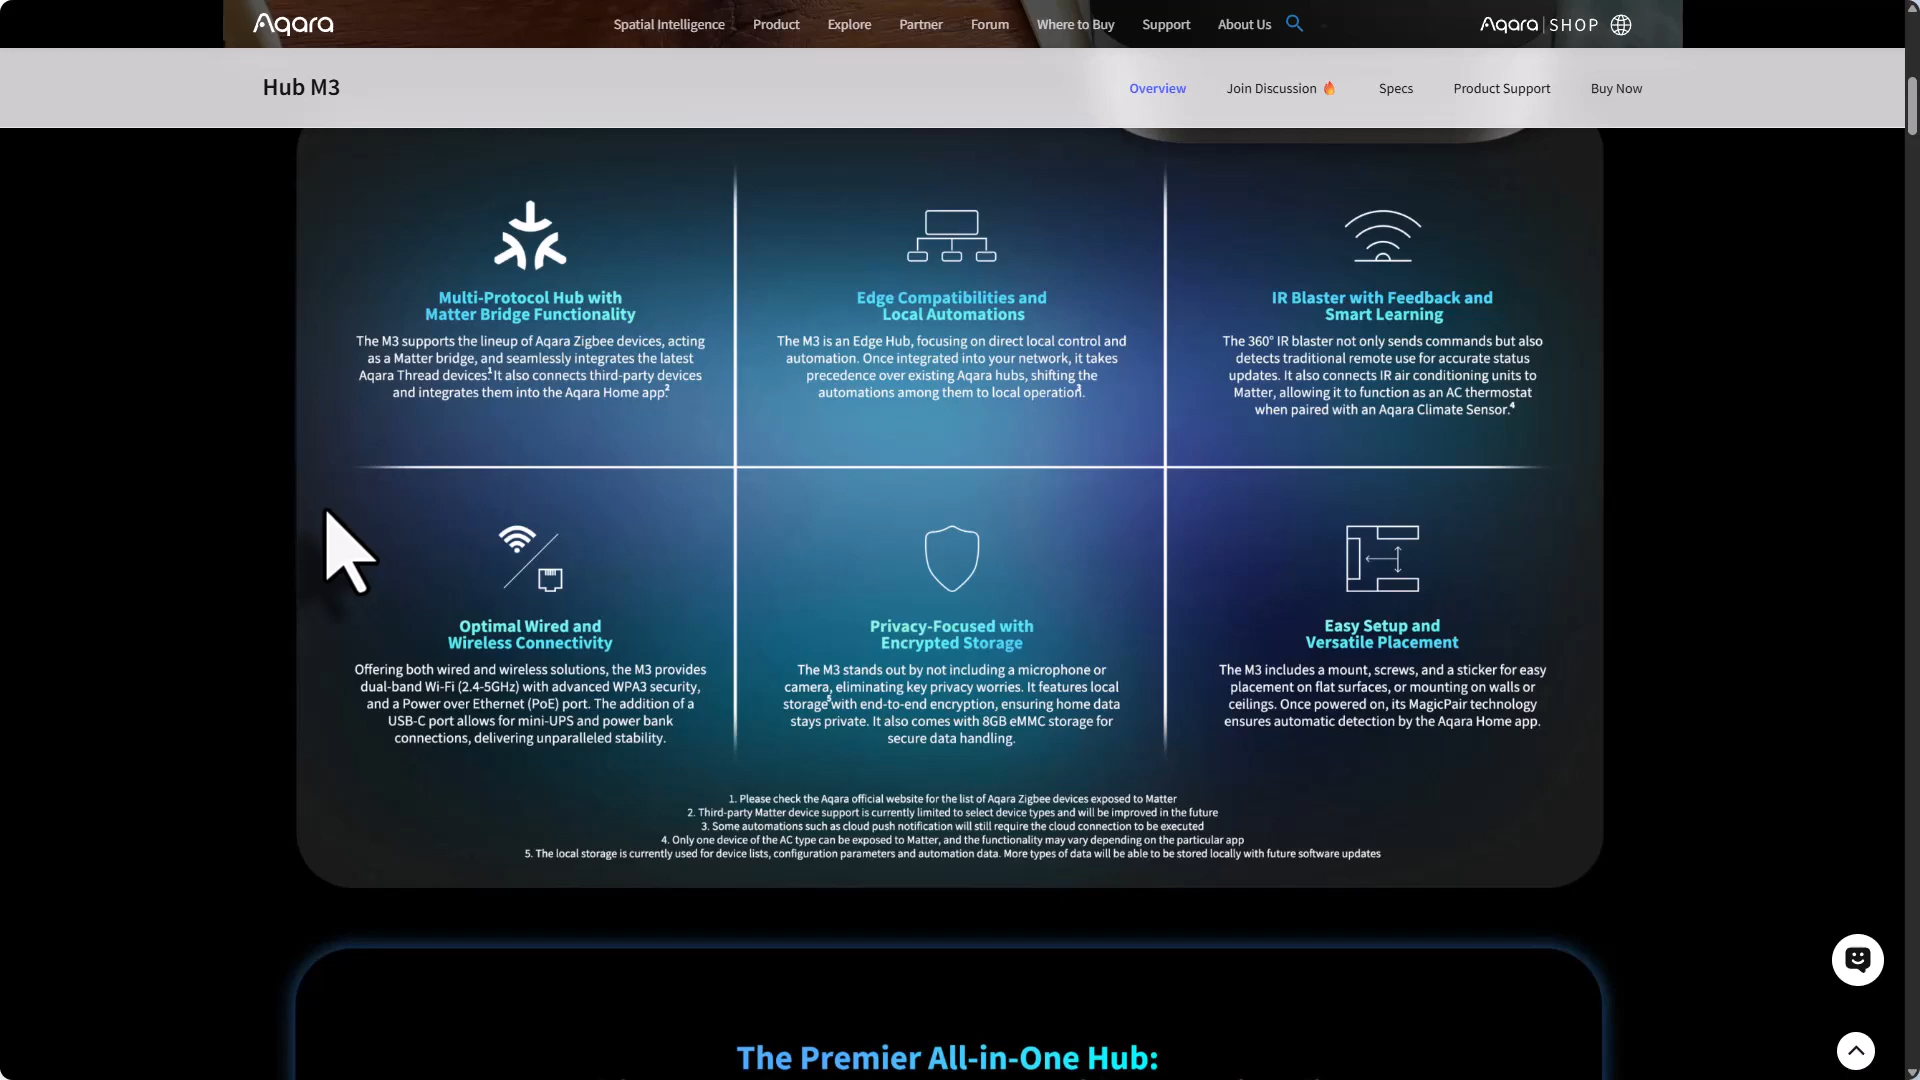 Aqara
Spatial Intelligence
Product
Explore
Partner
Forum
Where to Buy
Support
About Us
Aqara | SHOP
Hub M3
Overview
Join Discussion 🔥
Specs
Product Support
Buy Now
Multi-Protocol Hub with
Matter Bridge Functionality
The M3 supports the lineup of Aqara Zigbee devices, acting
as a Matter bridge, and seamlessly integrates the latest
Aqara Thread devices.¹ It also connects third-party devices
and integrates them into the Aqara Home app.²
Edge Compatibilities and
Local Automations
The M3 is an Edge Hub, focusing on direct local control and
automation. Once integrated into your network, it takes
precedence over existing Aqara hubs, shifting the
automations among them to local operation³.
IR Blaster with Feedback and
Smart Learning
The 360° IR blaster not only sends commands but also
detects traditional remote use for accurate status
updates. It also connects IR air conditioning units to
Matter, allowing it to function as an AC thermostat
when paired with an Aqara Climate Sensor.⁴
Optimal Wired and
Wireless Connectivity
Offering both wired and wireless solutions, the M3 provides
dual-band Wi-Fi (2.4-5GHz) with advanced WPA3 security,
and a Power over Ethernet (PoE) port. The addition of a
USB-C port allows for mini-UPS and power bank
connections, delivering unparalleled stability.
Privacy-Focused with
Encrypted Storage
The M3 stands out by not including a microphone or
camera, eliminating key privacy worries. It features local
storage⁵ with end-to-end encryption, ensuring home data
stays private. It also comes with 8GB eMMC storage for
secure data handling.
Easy Setup and
Versatile Placement
The M3 includes a mount, screws, and a sticker for easy
placement on flat surfaces, or mounting on walls or
ceilings. Once powered on, its MagicPair technology
ensures automatic detection by the Aqara Home app.
1. Please check the Aqara official website for the list of Aqara Zigbee devices exposed to Matter
2. Third-party Matter device support is currently limited to select device types and will be improved in the future
3. Some automations such as cloud push notification will still require the cloud connection to be executed
4. Only one device of the AC type can be exposed to Matter, and the functionality may vary depending on the particular app
5. The local storage is currently used for device lists, configuration parameters and automation data. More types of data will be able to be stored locally with future software updates
The Premier All-in-One Hub: